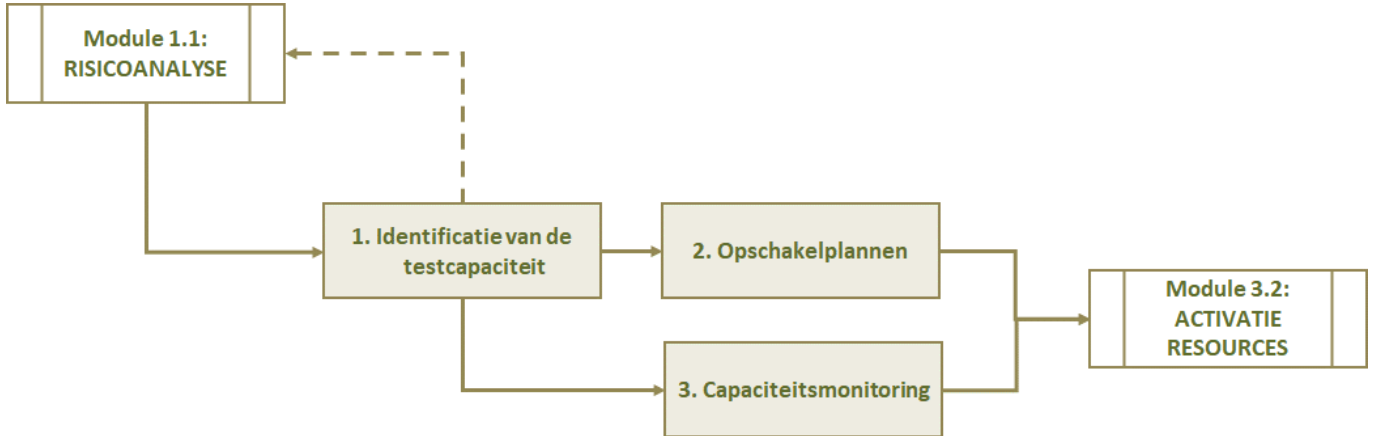 Module 1.1:
RISICOANALYSE
1. Identificatie van de
testcapaciteit
2. Opschakelplannen
3. Capaciteitsmonitoring
Module 3.2:
ACTIVATIE
RESOURCES